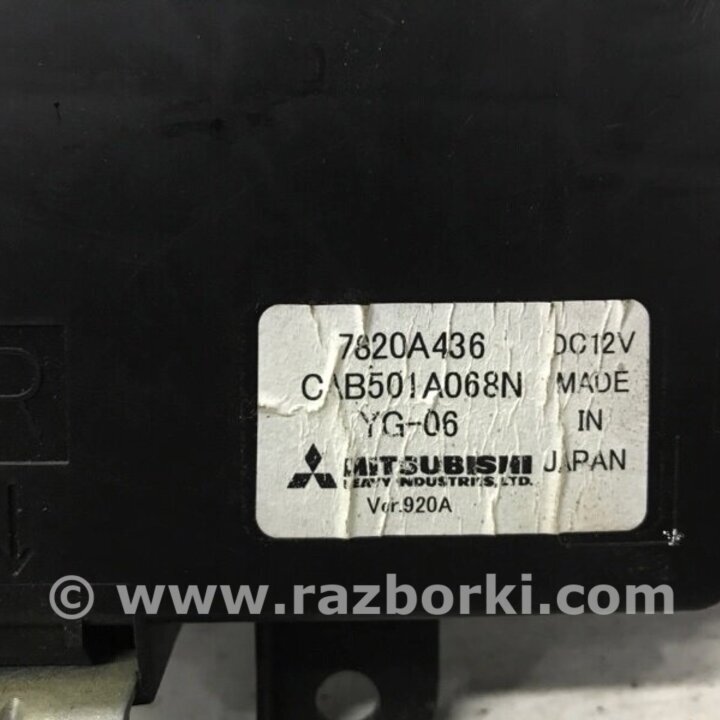 7820A436 DC12V
CAB501A068N MADE
YG-06 IN
MITSUBISHI JAPAN
HEAVY INDUSTRIES, LTD.
Ver.920A
R
↓
© www.razborki.com